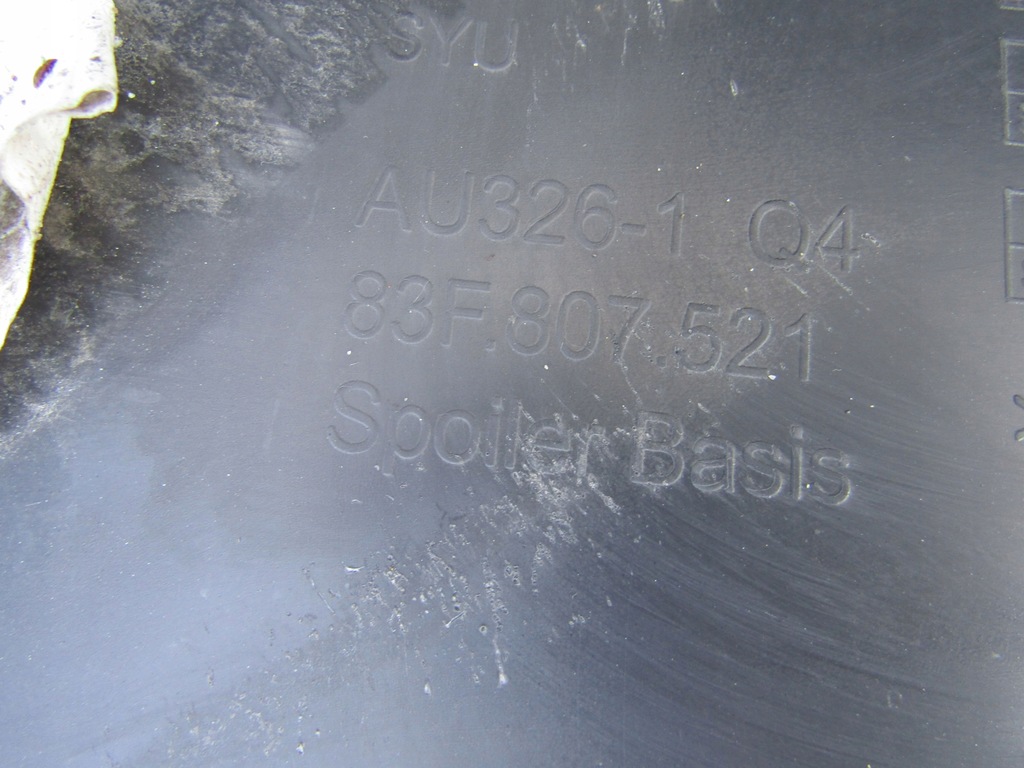 SYU
AU326-1 Q4
83F.807.521
Spoiler Basis